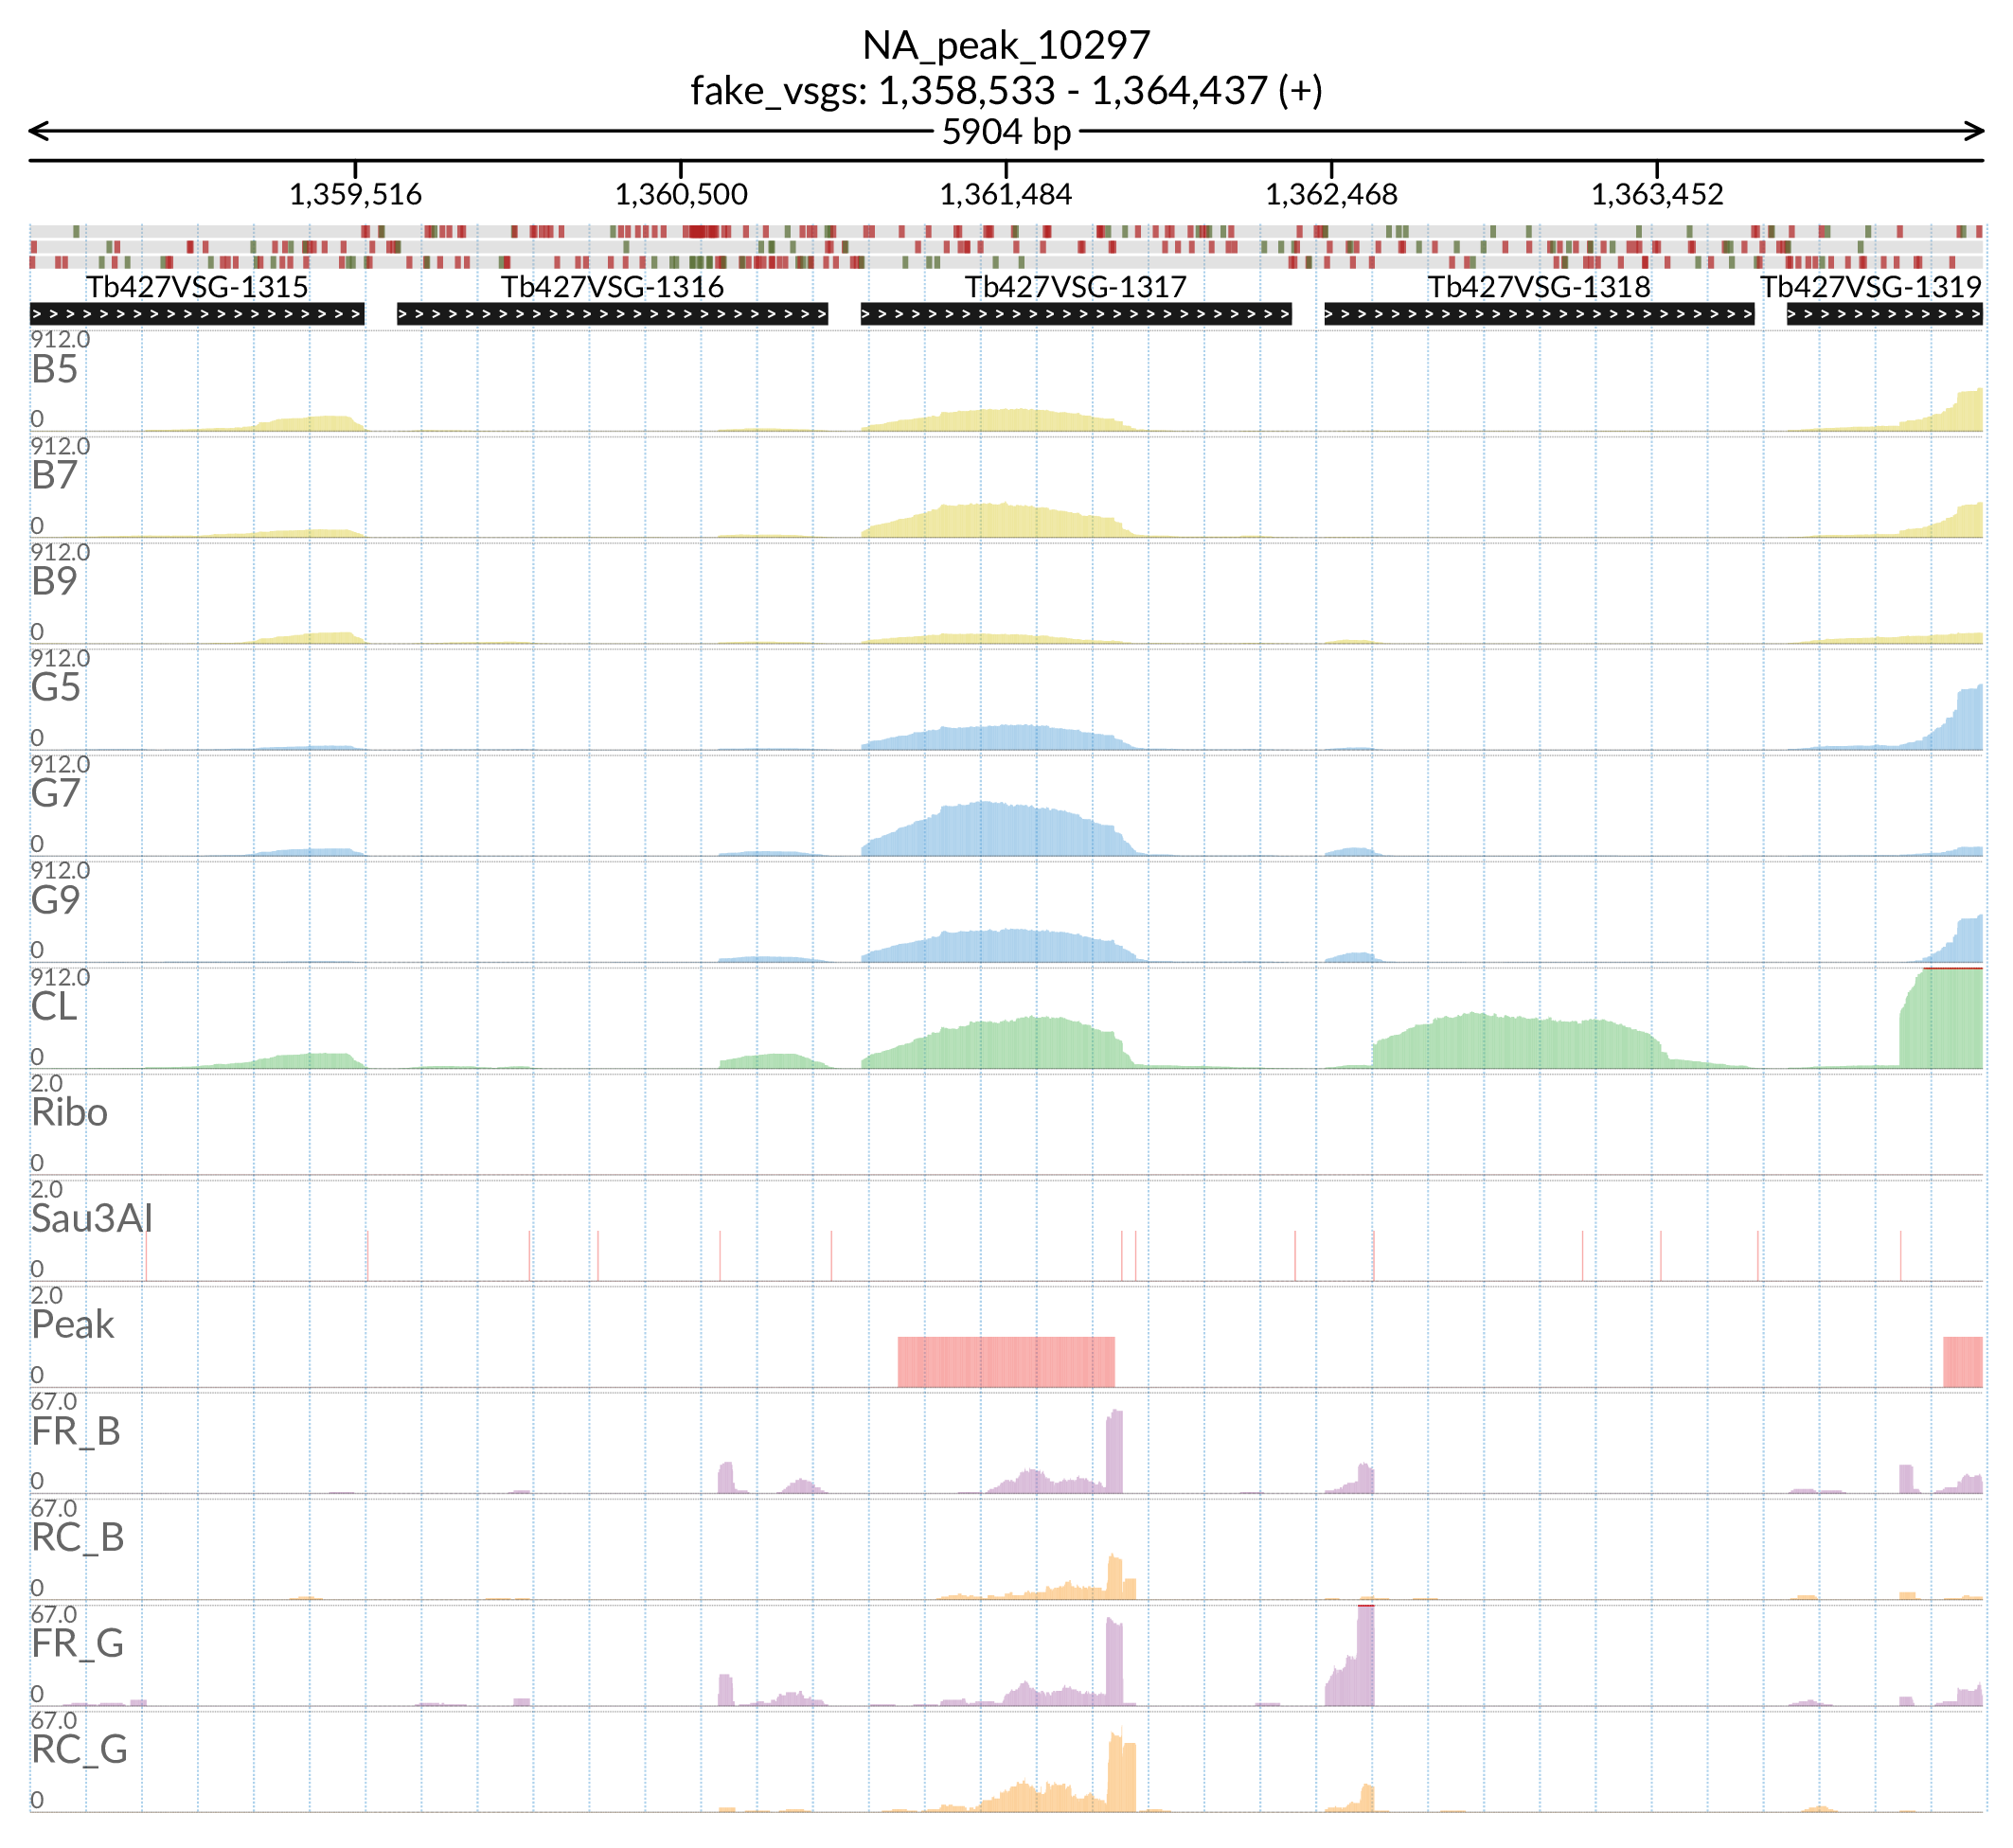 NA_peak_10297
fake_vsgs: 1,358,533 - 1,364,437 (+)
5904 bp
1,359,516 1,360,500 1,361,484 1,362,468 1,363,452
Tb427VSG-1315 Tb427VSG-1316 Tb427VSG-1317 Tb427VSG-1318 Tb427VSG-1319
912.0
B5
0
912.0
B7
0
912.0
B9
0
912.0
G5
0
912.0
G7
0
912.0
G9
0
912.0
CL
0
2.0
Ribo
0
2.0
Sau3AI
0
2.0
Peak
0
67.0
FR_B
0
67.0
RC_B
0
67.0
FR_G
0
67.0
RC_G
0